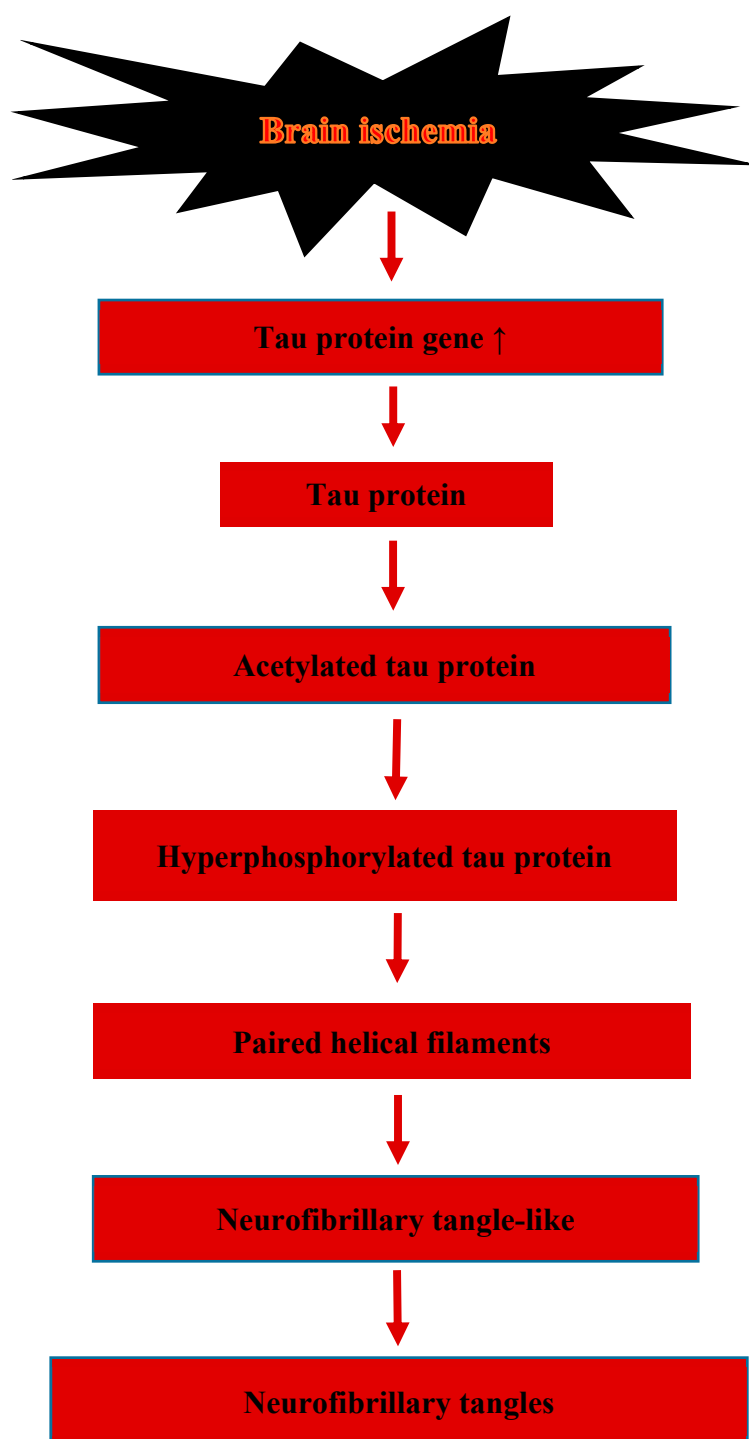 Brain ischemia
Tau protein gene ↑
Tau protein
Acetylated tau protein
Hyperphosphorylated tau protein
Paired helical filaments
Neurofibrillary tangle-like
Neurofibrillary tangles